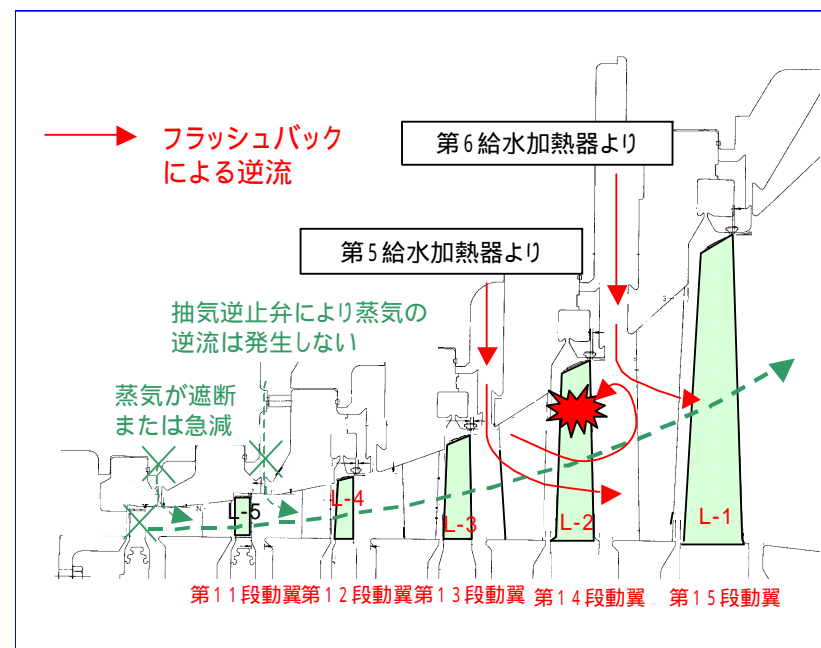 フラッシュバック
による逆流
第6給水加熱器より
第5給水加熱器より
抽気逆止弁により蒸気の
逆流は発生しない
蒸気が遮断
または急減
L-5
L-4
L-3
L-2
L-1
第11段動翼
第12段動翼
第13段動翼
第14段動翼
第15段動翼